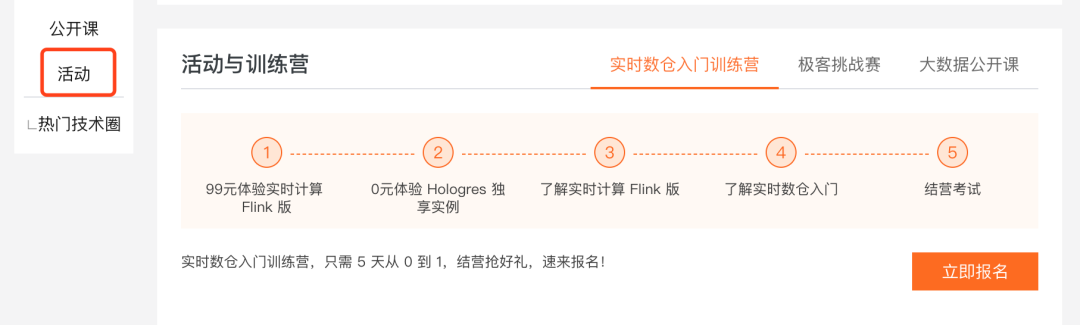 公开课
活动
热门技术圈
活动与训练营
实时数仓入门训练营
极客挑战赛
大数据公开课
1
2
3
4
5
99元体验实时计算
Flink 版
0元体验 Hologres 独
享实例
了解实时计算 Flink 版
了解实时数仓入门
结营考试
实时数仓入门训练营，只需 5 天从 0 到 1，结营抢好礼，速来报名！
立即报名